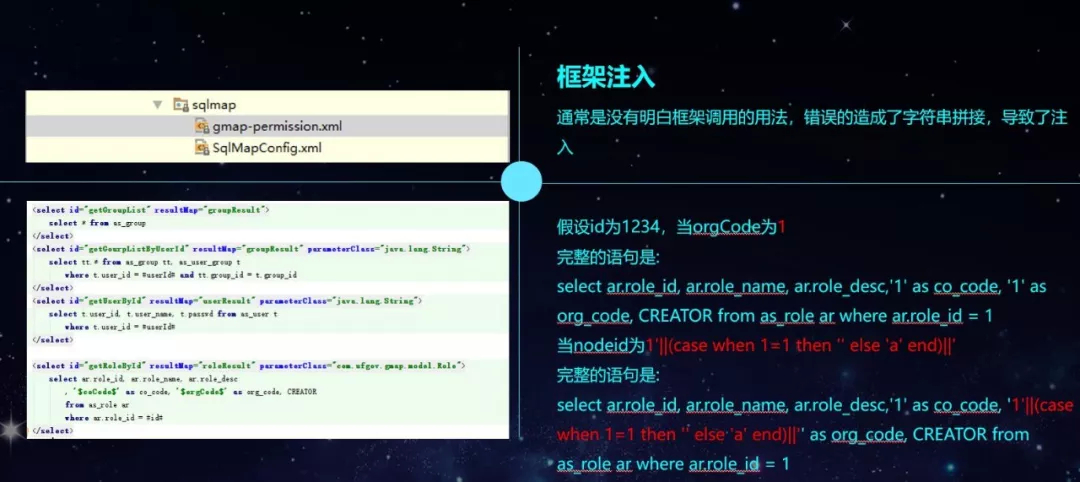 sqlmap
gmap-permission.xml
SqlMapConfig.xml
<select id="getGroupList" resultMap="groupResult">
select * from as_group
</select>
<select id="getGourpListByUserId" resultMap="groupResult" parameterClass="java.lang.String">
select tt.* from as_group tt, as_user_group t
where t.user_id = #userId# and tt.group_id = t.group_id
</select>
<select id="getUserById" resultMap="userResult" parameterClass="java.lang.String">
select t.user_id, t.user_name, t.passwd from as_user t
where t.user_id = #userId#
</select>
<select id="getRoleById" resultMap="roleResult" parameterClass="com.ufgov.gmap.model.Role">
select ar.role_id, ar.role_name, ar.role_desc
, '$coCode$' as co_code, '$orgCode$' as org_code, CREATOR
from as_role ar
where ar.role_id = #id#
</select>
框架注入
通常是没有明白框架调用的用法，错误的造成了字符串拼接，导致了注
入
假设id为1234，当orgCode为1
完整的语句是:
select ar.role_id, ar.role_name, ar.role_desc,'1' as co_code, '1' as
org_code, CREATOR from as_role ar where ar.role_id = 1
当nodeid为1'||(case when 1=1 then '' else 'a' end)||'
完整的语句是:
select ar.role_id, ar.role_name, ar.role_desc,'1' as co_code, '1'||(case
when 1=1 then '' else 'a' end)||'' as org_code, CREATOR from
as_role ar where ar.role_id = 1